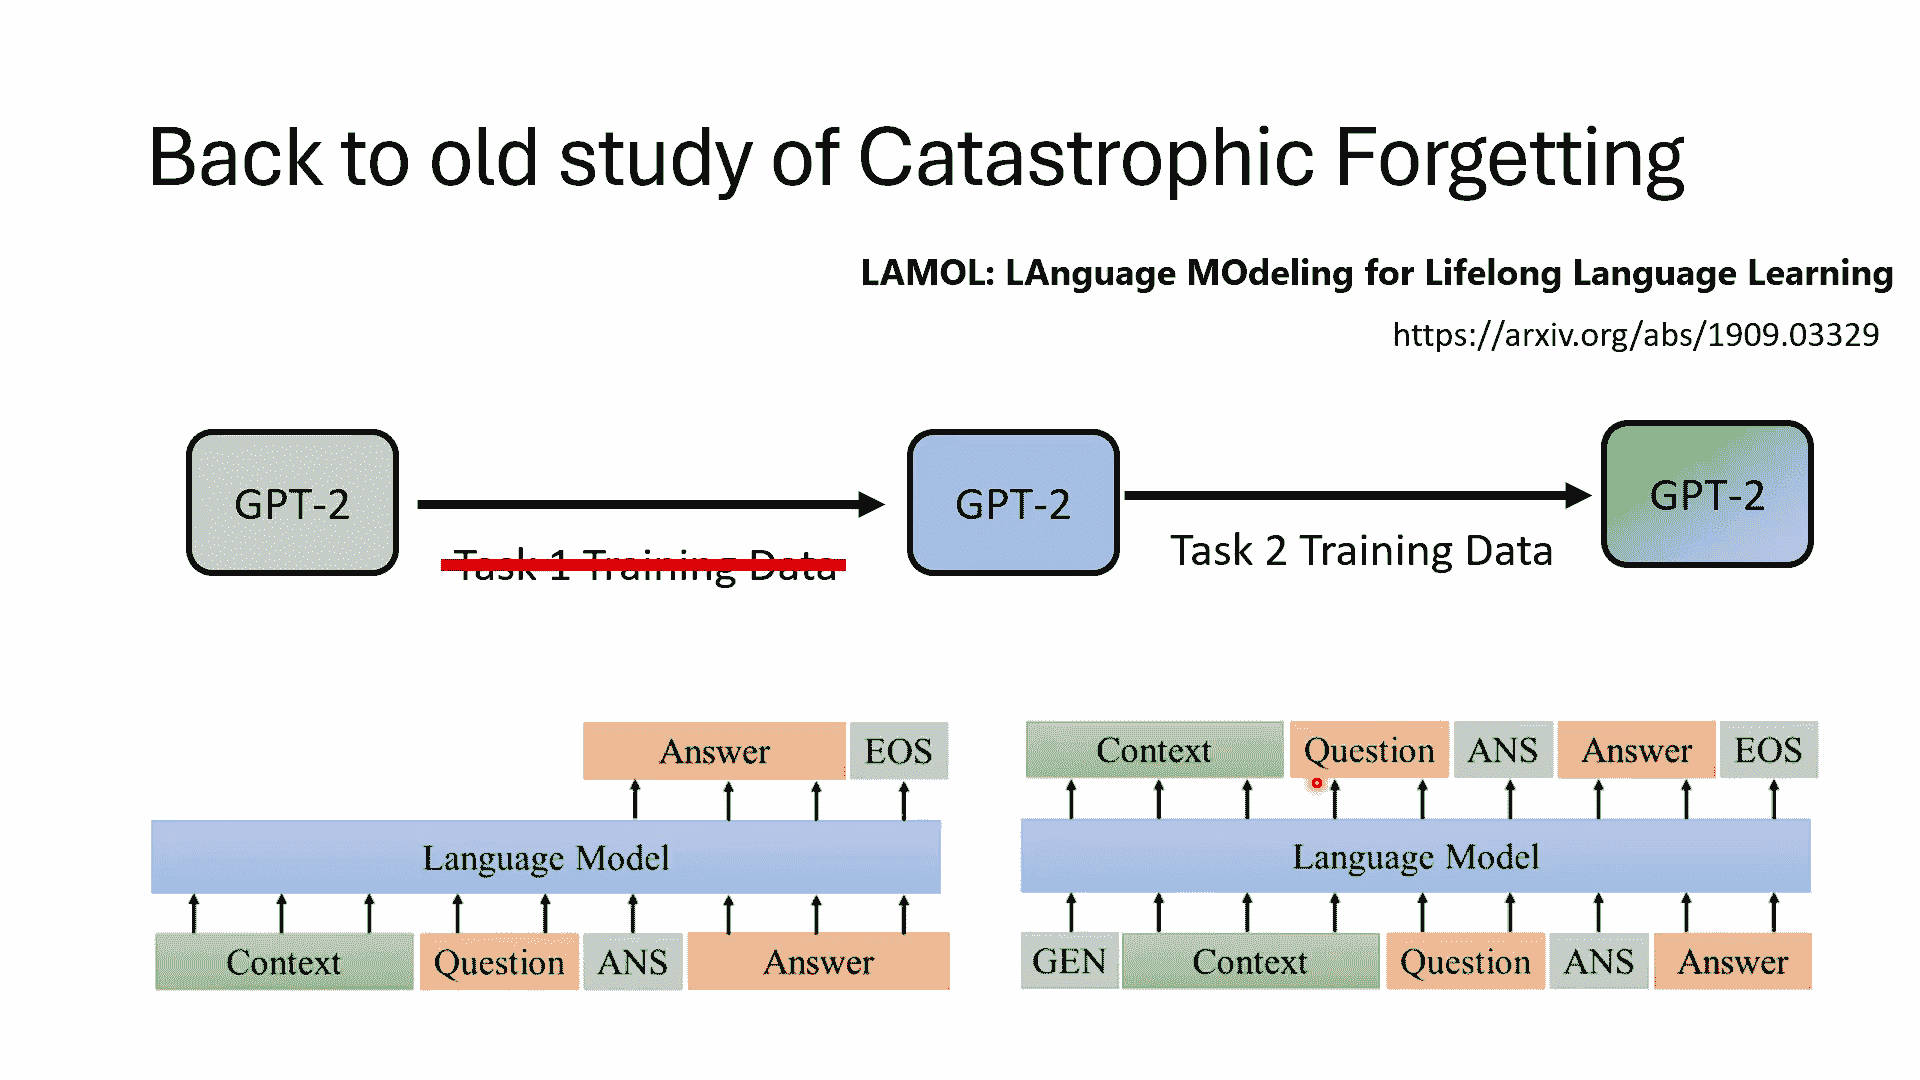 Back to old study of Catastrophic Forgetting
LAMOL: LAnguage MOdeling for Lifelong Language Learning
https://arxiv.org/abs/1909.03329
GPT-2
GPT-2
GPT-2
Task 1 Training Data
Task 2 Training Data
Answer EOS
Language Model
Context Question ANS Answer
Context Question ANS Answer EOS
Language Model
GEN Context Question ANS Answer